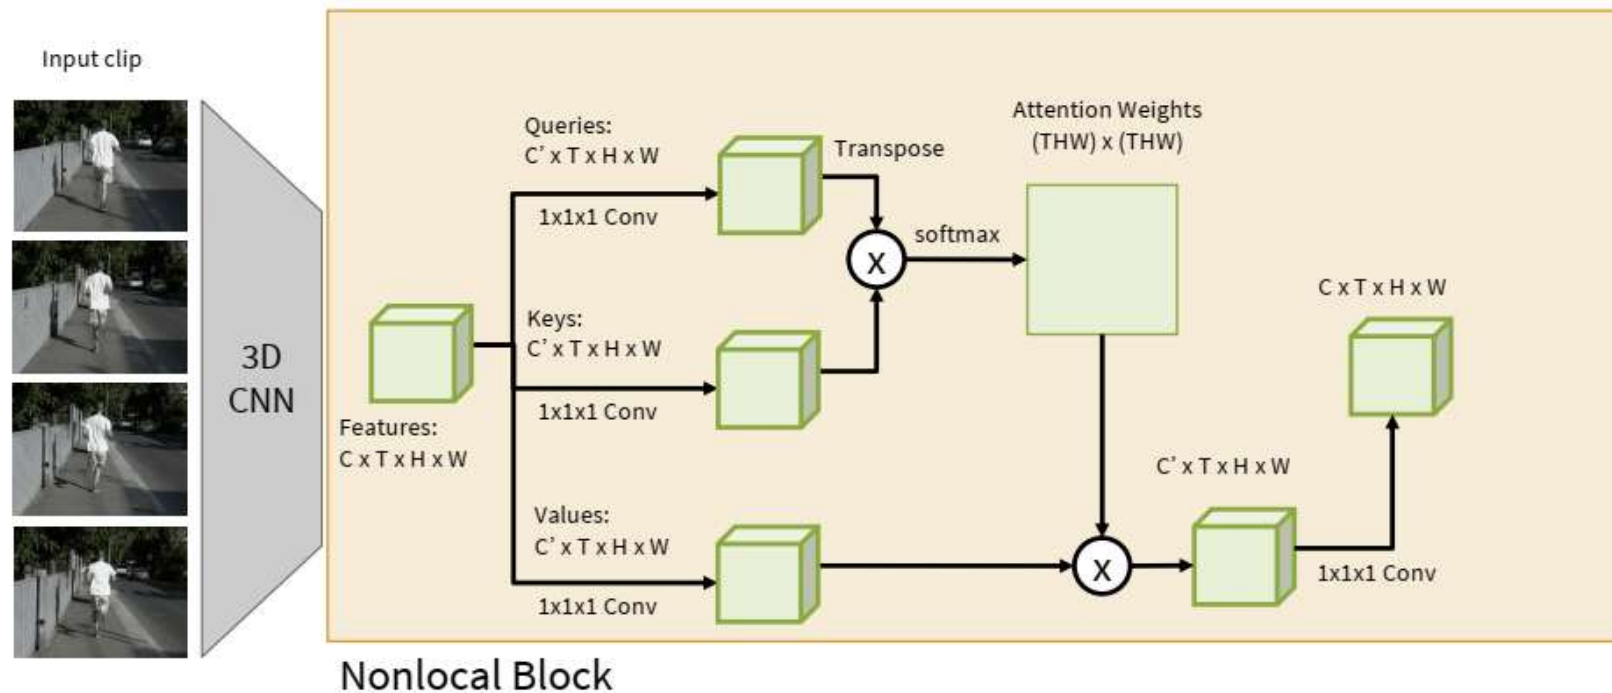 Input clip
3D
CNN
Features:
C x T x H x W
Queries:
C' x T x H x W
1x1x1 Conv
Transpose
Keys:
C' x T x H x W
1x1x1 Conv
x
softmax
Attention Weights
(THW) x (THW)
Values:
C' x T x H x W
1x1x1 Conv
x
C' x T x H x W
1x1x1 Conv
C x T x H x W
Nonlocal Block